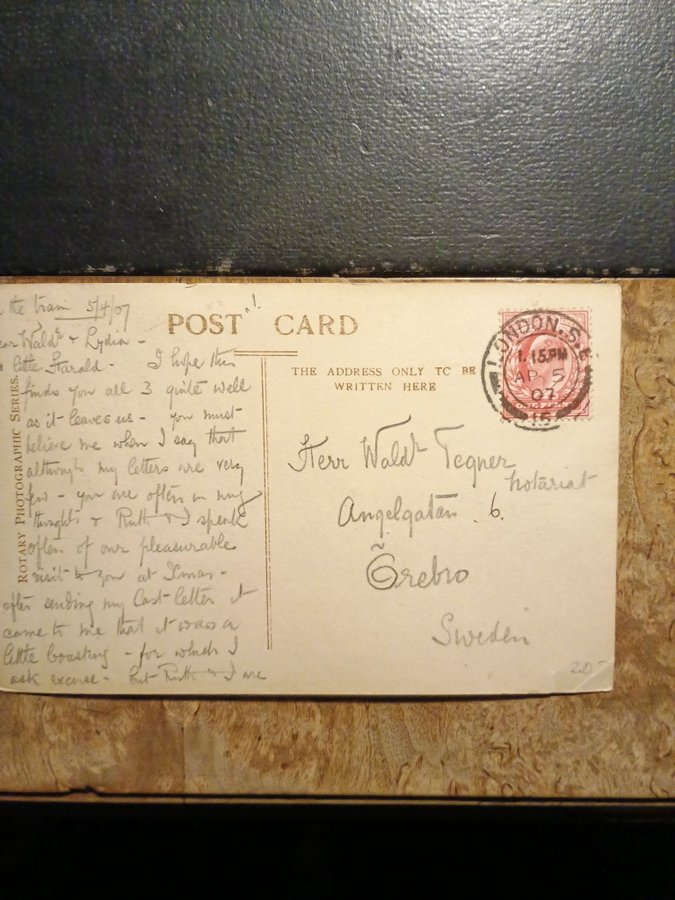 the train 5/4/07
Wald^r & Lydia -
little Harald - I hope this
finds you all 3 quite well
as it leaves us - you must
believe me when I say that
although my letters are very
few - you are often in my
thoughts & Ruth & I speak
often of our pleasurable
visit to you at Xmas -
after sending my last letter it
came to me that it was a
little boasting - for which I
ask excuse - but Ruth & I are
ROTARY PHOTOGRAPHIC SERIES.
POST CARD
THE ADDRESS ONLY TO BE
WRITTEN HERE
LONDON.S.E
1.15PM
AP 5
07
15
Herr Wald^r Tegner
notariat
Angelgatan 6.
Örebro
Sweden
20-